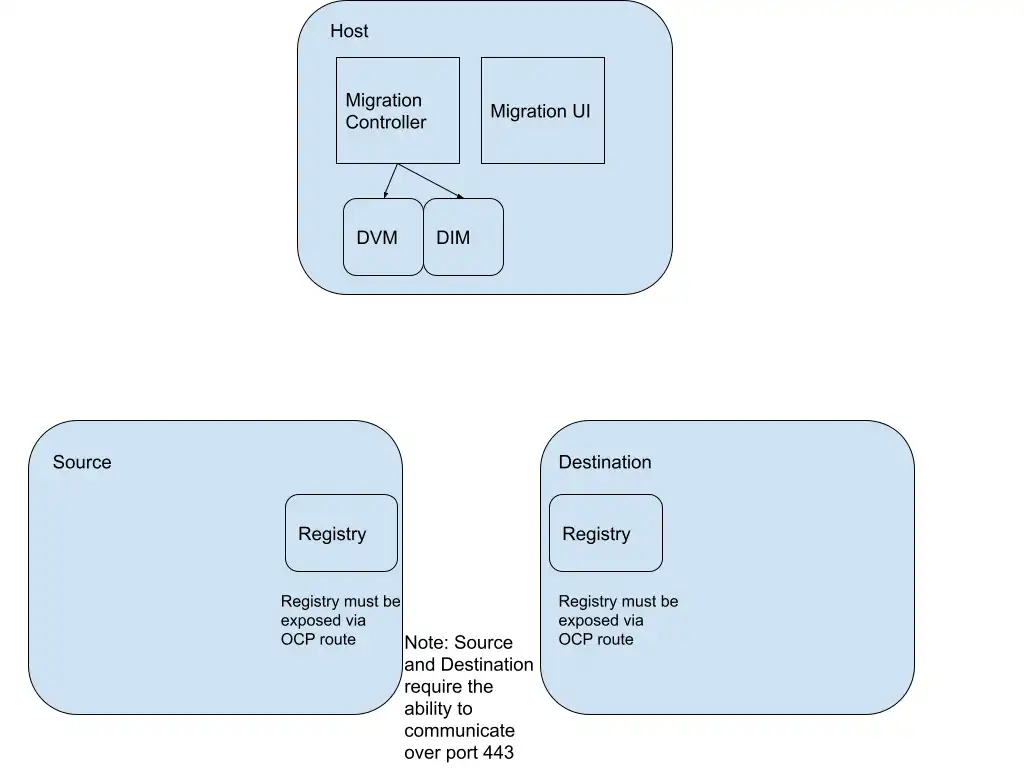 Host
Migration
Controller
Migration UI
DVM
DIM
Source
Registry
Registry must be
exposed via
OCP route
Destination
Registry
Registry must be
exposed via
OCP route
Note: Source
and Destination
require the
ability to
communicate
over port 443